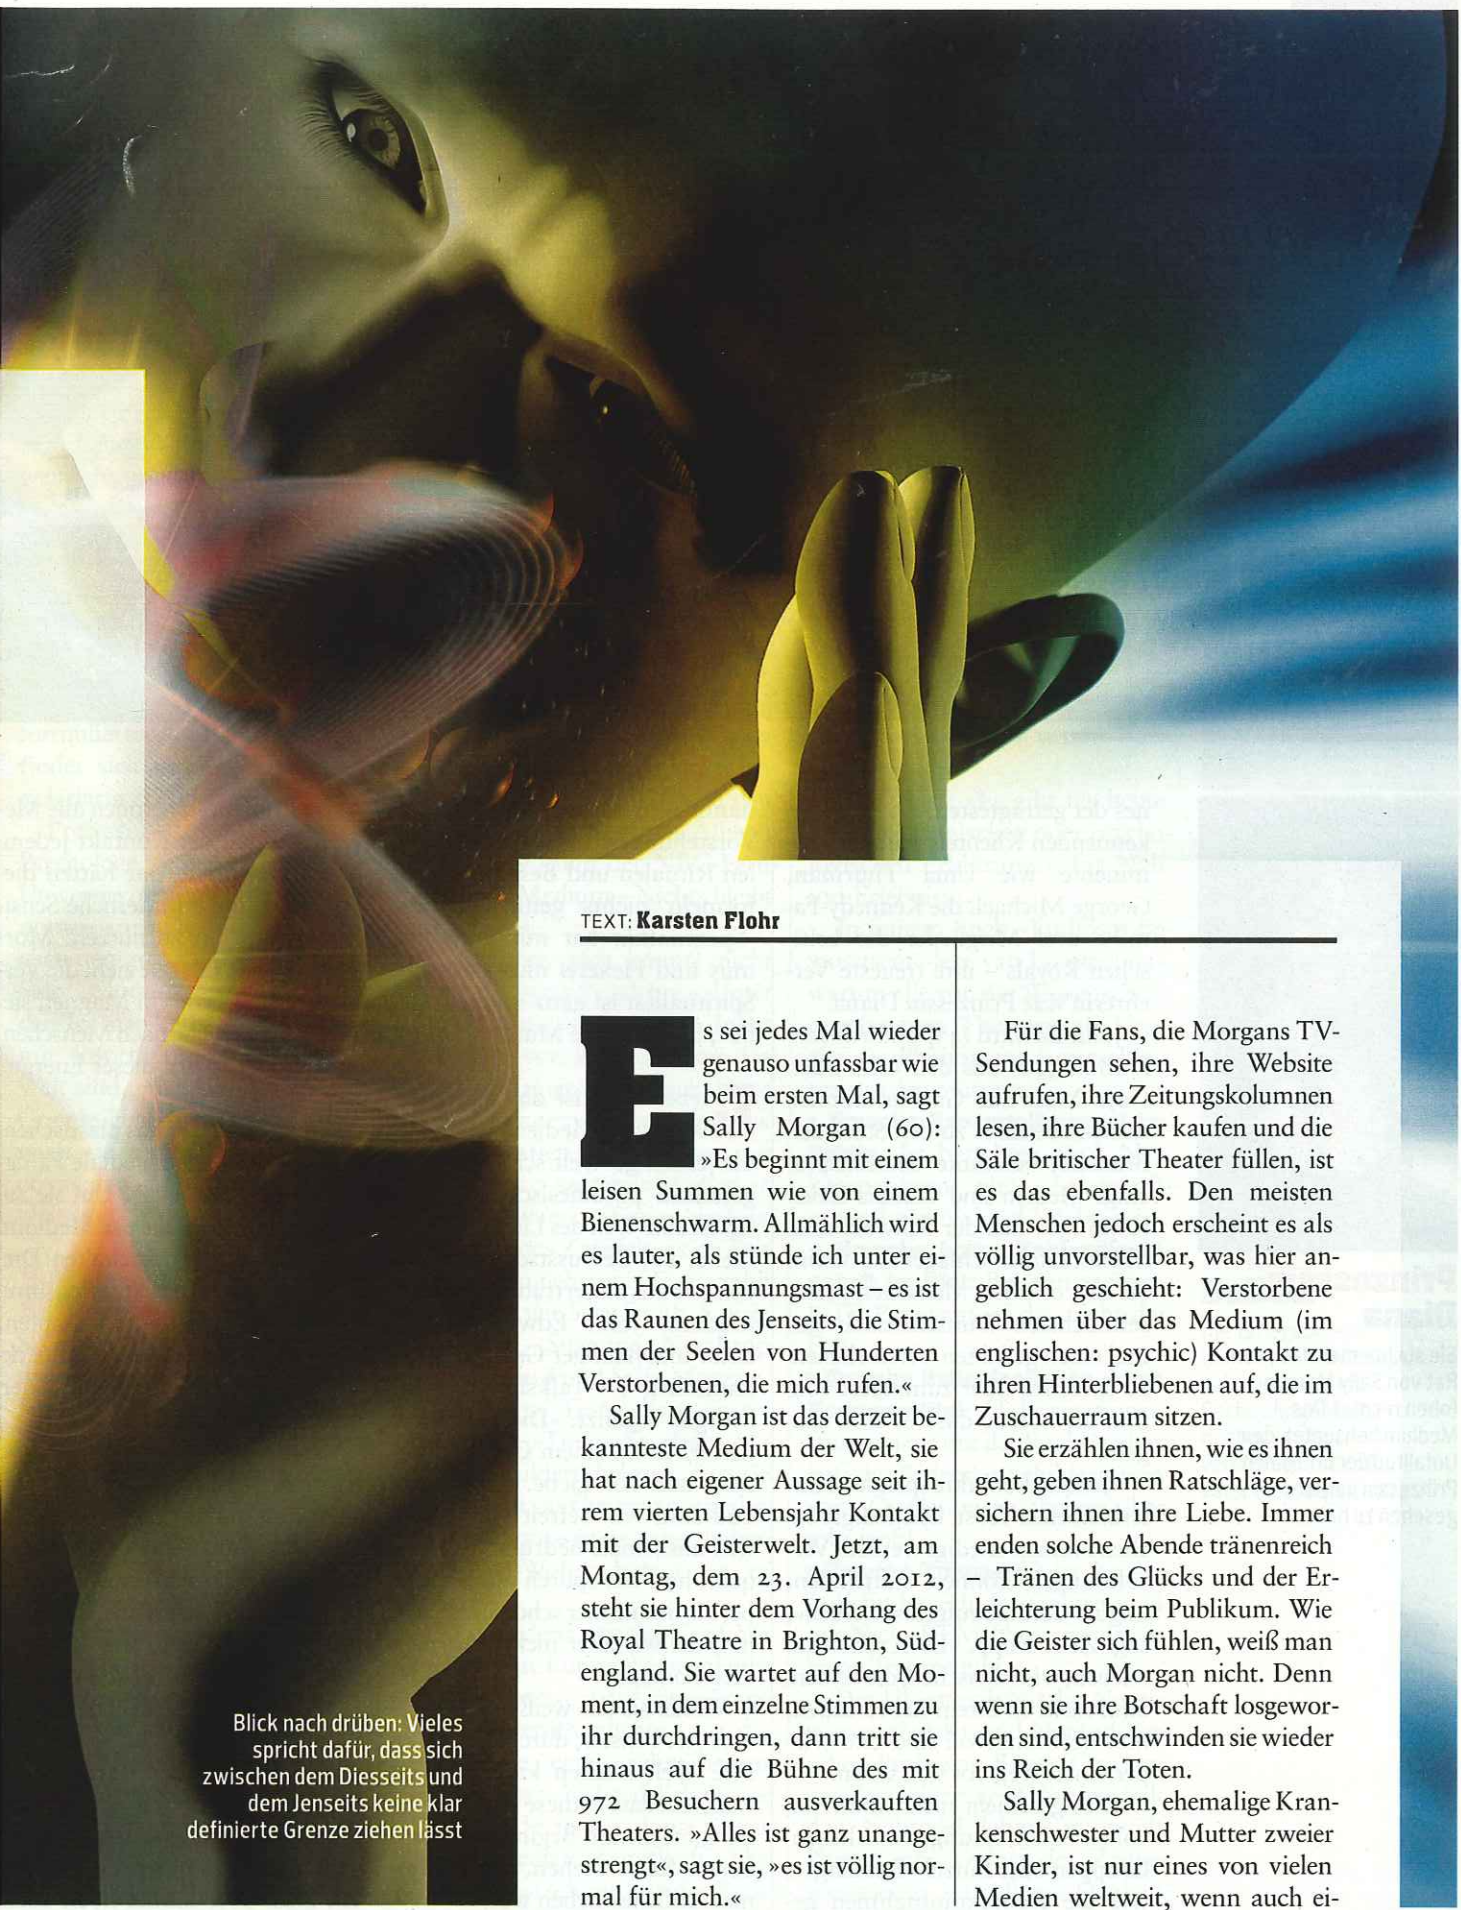 TEXT: Karsten Flohr
Es sei jedes Mal wieder
genauso unfassbar wie
beim ersten Mal, sagt
Sally Morgan (60):
»Es beginnt mit einem
leisen Summen wie von einem
Bienenschwarm. Allmählich wird
es lauter, als stünde ich unter ei-
nem Hochspannungsmast – es ist
das Raunen des Jenseits, die Stim-
men der Seelen von Hunderten
Verstorbenen, die mich rufen.«
Sally Morgan ist das derzeit be-
kannteste Medium der Welt, sie
hat nach eigener Aussage seit ih-
rem vierten Lebensjahr Kontakt
mit der Geisterwelt. Jetzt, am
Montag, dem 23. April 2012,
steht sie hinter dem Vorhang des
Royal Theatre in Brighton, Süd-
england. Sie wartet auf den Mo-
ment, in dem einzelne Stimmen zu
ihr durchdringen, dann tritt sie
hinaus auf die Bühne des mit
972 Besuchern ausverkauften
Theaters. »Alles ist ganz unange-
strengt«, sagt sie, »es ist völlig nor-
mal für mich.«
Für die Fans, die Morgans TV-
Sendungen sehen, ihre Website
aufrufen, ihre Zeitungskolumnen
lesen, ihre Bücher kaufen und die
Säle britischer Theater füllen, ist
es das ebenfalls. Den meisten
Menschen jedoch erscheint es als
völlig unvorstellbar, was hier an-
geblich geschieht: Verstorbene
nehmen über das Medium (im
englischen: psychic) Kontakt zu
ihren Hinterbliebenen auf, die im
Zuschauerraum sitzen.
Sie erzählen ihnen, wie es ihnen
geht, geben ihnen Ratschläge, ver-
sichern ihnen ihre Liebe. Immer
enden solche Abende tränenreich
– Tränen des Glücks und der Er-
leichterung beim Publikum. Wie
die Geister sich fühlen, weiß man
nicht, auch Morgan nicht. Denn
wenn sie ihre Botschaft losgewor-
den sind, entschwinden sie wieder
ins Reich der Toten.
Sally Morgan, ehemalige Kran-
kenschwester und Mutter zweier
Kinder, ist nur eines von vielen
Medien weltweit, wenn auch ei-
Blick nach drüben: Vieles
spricht dafür, dass sich
zwischen dem Diesseits und
dem Jenseits keine klar
definierte Grenze ziehen lässt